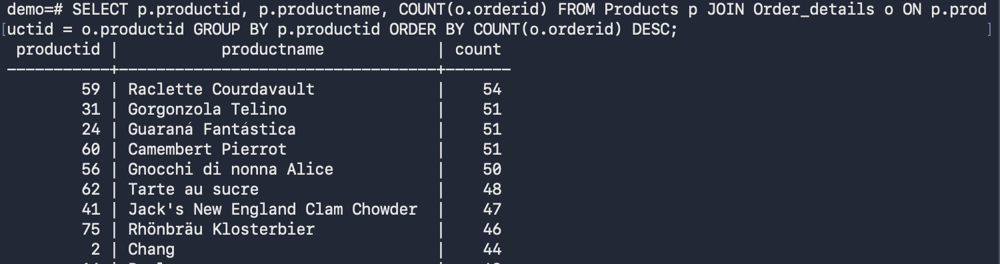 demo=# SELECT p.productid, p.productname, COUNT(o.orderid) FROM Products p JOIN Order_details o ON p.prod
[uctid = o.productid GROUP BY p.productid ORDER BY COUNT(o.orderid) DESC; ]
productid | productname | count
-----------+----------------------------------+-------
59 | Raclette Courdavault | 54
31 | Gorgonzola Telino | 51
24 | Guaraná Fantástica | 51
60 | Camembert Pierrot | 51
56 | Gnocchi di nonna Alice | 50
62 | Tarte au sucre | 48
41 | Jack's New England Clam Chowder | 47
75 | Rhönbräu Klosterbier | 46
2 | Chang | 44